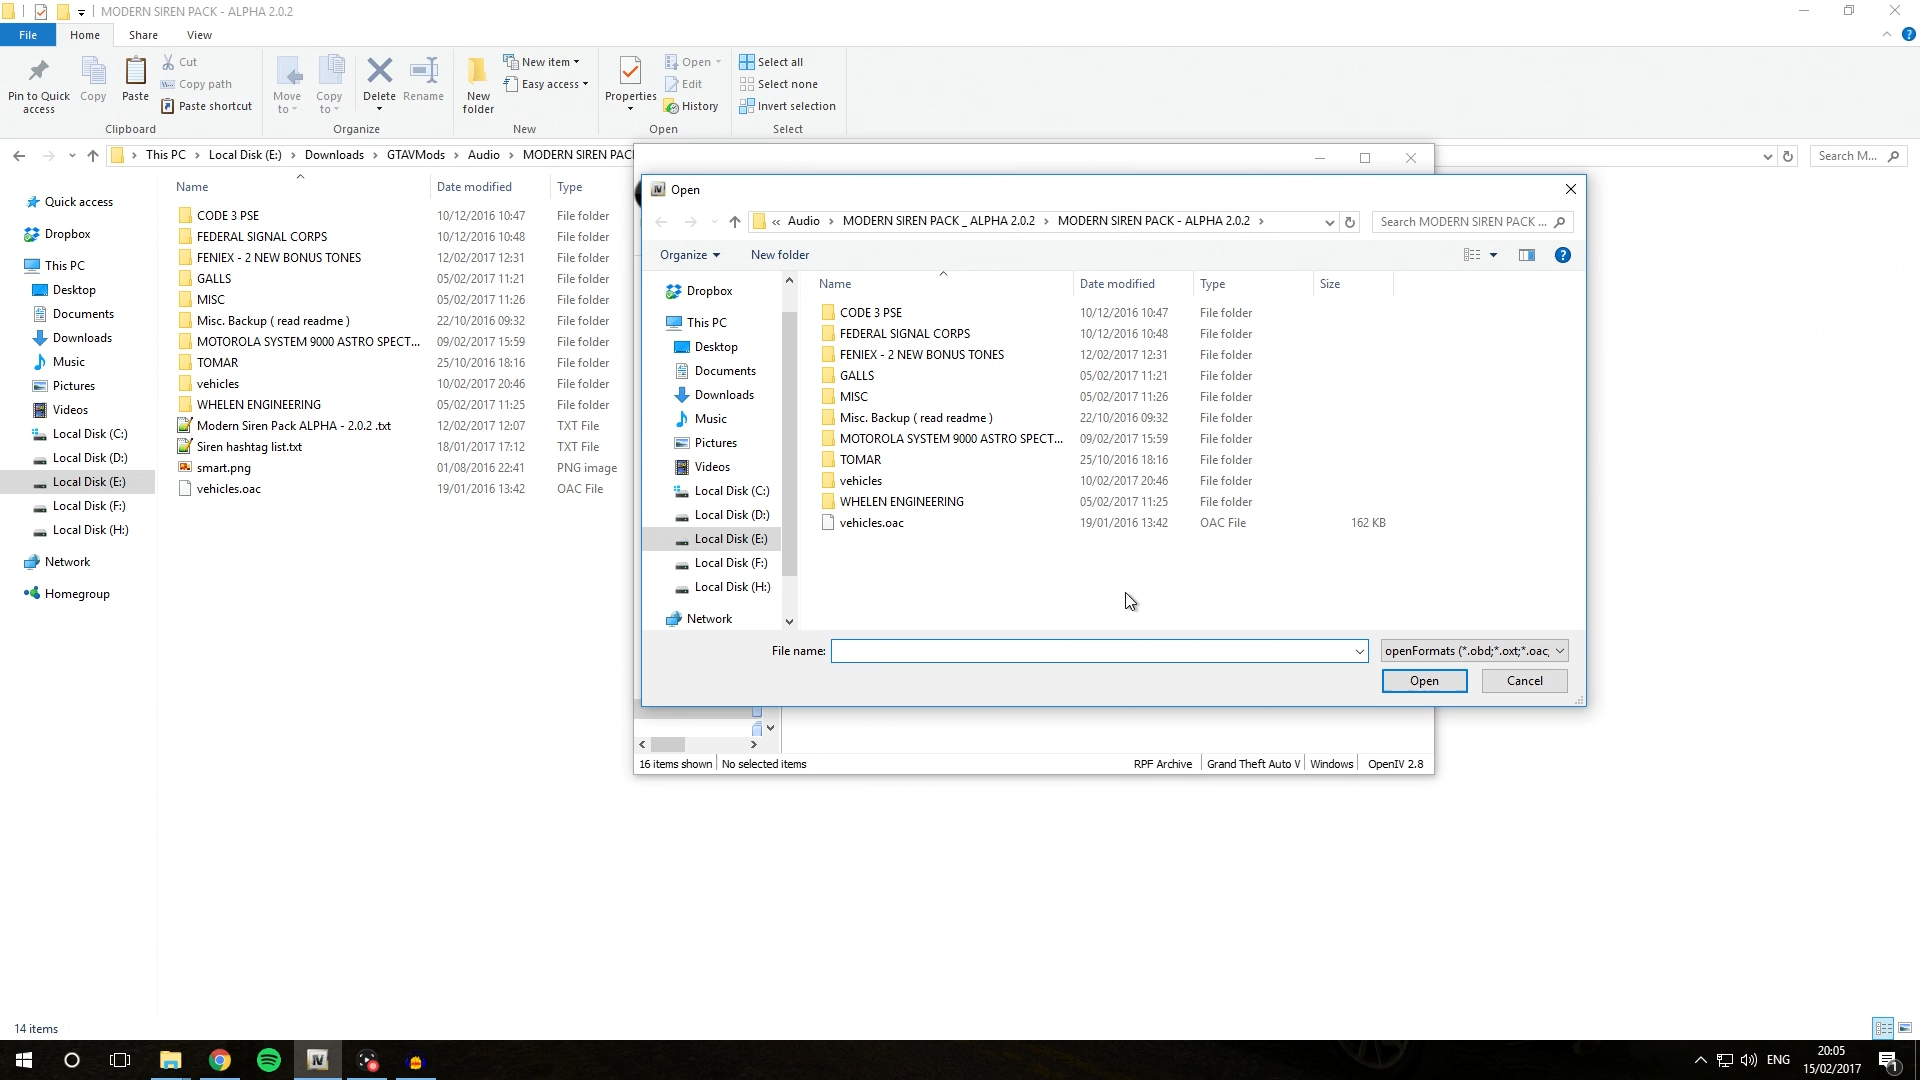 MODERN SIREN PACK - ALPHA 2.0.2
File Home Share View
Pin to Quick access
Copy
Paste
Cut
Copy path
Paste shortcut
Clipboard
Move to
Copy to
Delete
Rename
Organize
New folder
New item
Easy access
New
Properties
Open
Edit
History
Open
Select all
Select none
Invert selection
Select
This PC > Local Disk (E:) > Downloads > GTAVMods > Audio > MODERN SIREN PAC
Search M...
Quick access
Dropbox
This PC
Desktop
Documents
Downloads
Music
Pictures
Videos
Local Disk (C:)
Local Disk (D:)
Local Disk (E:)
Local Disk (F:)
Local Disk (H:)
Network
Homegroup
Name Date modified Type
CODE 3 PSE 10/12/2016 10:47 File folder
FEDERAL SIGNAL CORPS 10/12/2016 10:48 File folder
FENIEX - 2 NEW BONUS TONES 12/02/2017 12:31 File folder
GALLS 05/02/2017 11:21 File folder
MISC 05/02/2017 11:26 File folder
Misc. Backup ( read readme ) 22/10/2016 09:32 File folder
MOTOROLA SYSTEM 9000 ASTRO SPECT... 09/02/2017 15:59 File folder
TOMAR 25/10/2016 18:16 File folder
vehicles 10/02/2017 20:46 File folder
WHELEN ENGINEERING 05/02/2017 11:25 File folder
Modern Siren Pack ALPHA - 2.0.2 .txt 12/02/2017 12:07 TXT File
Siren hashtag list.txt 18/01/2017 17:12 TXT File
smart.png 01/08/2016 22:41 PNG image
vehicles.oac 19/01/2016 13:42 OAC File
Open
« Audio > MODERN SIREN PACK _ ALPHA 2.0.2 > MODERN SIREN PACK - ALPHA 2.0.2 >
Search MODERN SIREN PACK ...
Organize New folder
Dropbox
This PC
Desktop
Documents
Downloads
Music
Pictures
Videos
Local Disk (C:)
Local Disk (D:)
Local Disk (E:)
Local Disk (F:)
Local Disk (H:)
Network
Name Date modified Type Size
CODE 3 PSE 10/12/2016 10:47 File folder
FEDERAL SIGNAL CORPS 10/12/2016 10:48 File folder
FENIEX - 2 NEW BONUS TONES 12/02/2017 12:31 File folder
GALLS 05/02/2017 11:21 File folder
MISC 05/02/2017 11:26 File folder
Misc. Backup ( read readme ) 22/10/2016 09:32 File folder
MOTOROLA SYSTEM 9000 ASTRO SPECT... 09/02/2017 15:59 File folder
TOMAR 25/10/2016 18:16 File folder
vehicles 10/02/2017 20:46 File folder
WHELEN ENGINEERING 05/02/2017 11:25 File folder
vehicles.oac 19/01/2016 13:42 OAC File 162 KB
File name:
openFormats (*.obd;*.oxt;*.oac;
Open Cancel
16 items shown No selected items RPF Archive Grand Theft Auto V Windows OpenIV 2.8
14 items
IV
ENG
20:05
15/02/2017
1